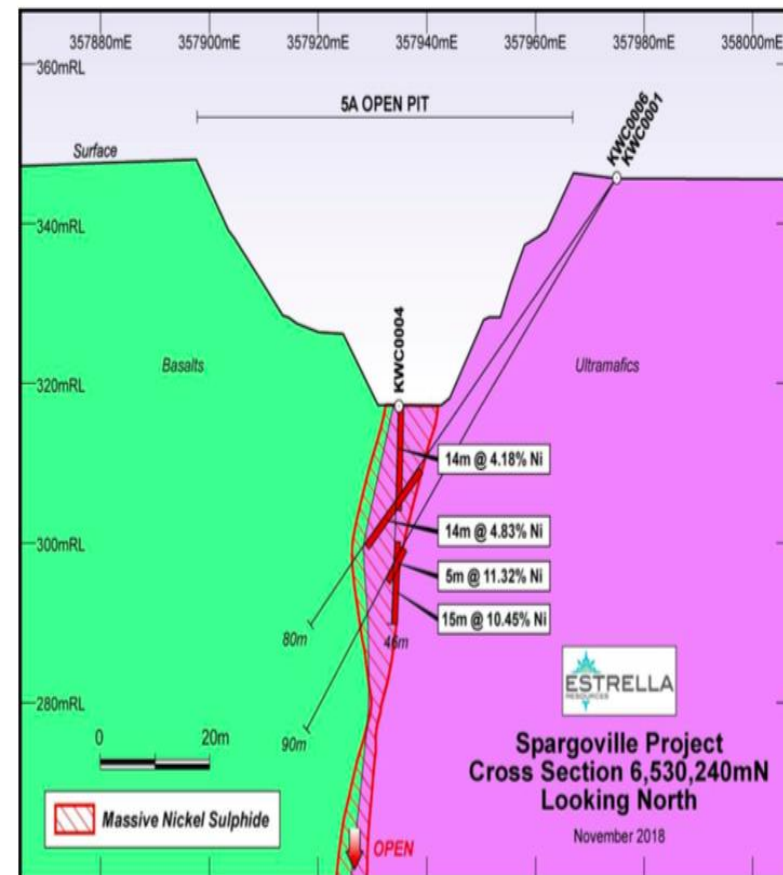 357880mE 357900mE 357920mE 357940mE 357960mE 357980mE 358000mE
360mRL
5A OPEN PIT
KWC0006
KWC0001
Surface
340mRL
KWC0004
Basalts
Ultramafics
320mRL
14m @ 4.18% Ni
14m @ 4.83% Ni
300mRL
5m @ 11.32% Ni
15m @ 10.45% Ni
80m
46m
ESTRELLA
RESOURCES
280mRL
90m
0 20m
Spargoville Project
Cross Section 6,530,240mN
Looking North
Massive Nickel Sulphide
November 2018
OPEN